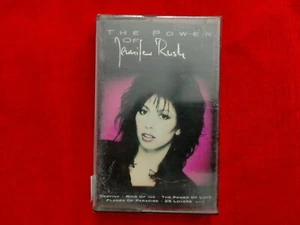 THE POWER
OF Jennifer Rush
DESTINY · RING OF ICE · THE POWER OF LOVE
FLAMES OF PARADISE · 25 LOVERS